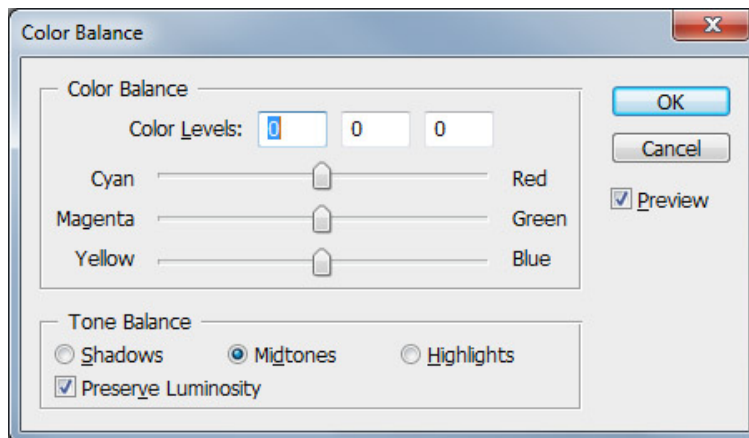 Color Balance
Color Balance
Color Levels: 0 0 0
OK
Cancel
Preview
Cyan Red
Magenta Green
Yellow Blue
Tone Balance
Shadows Midtones Highlights
Preserve Luminosity